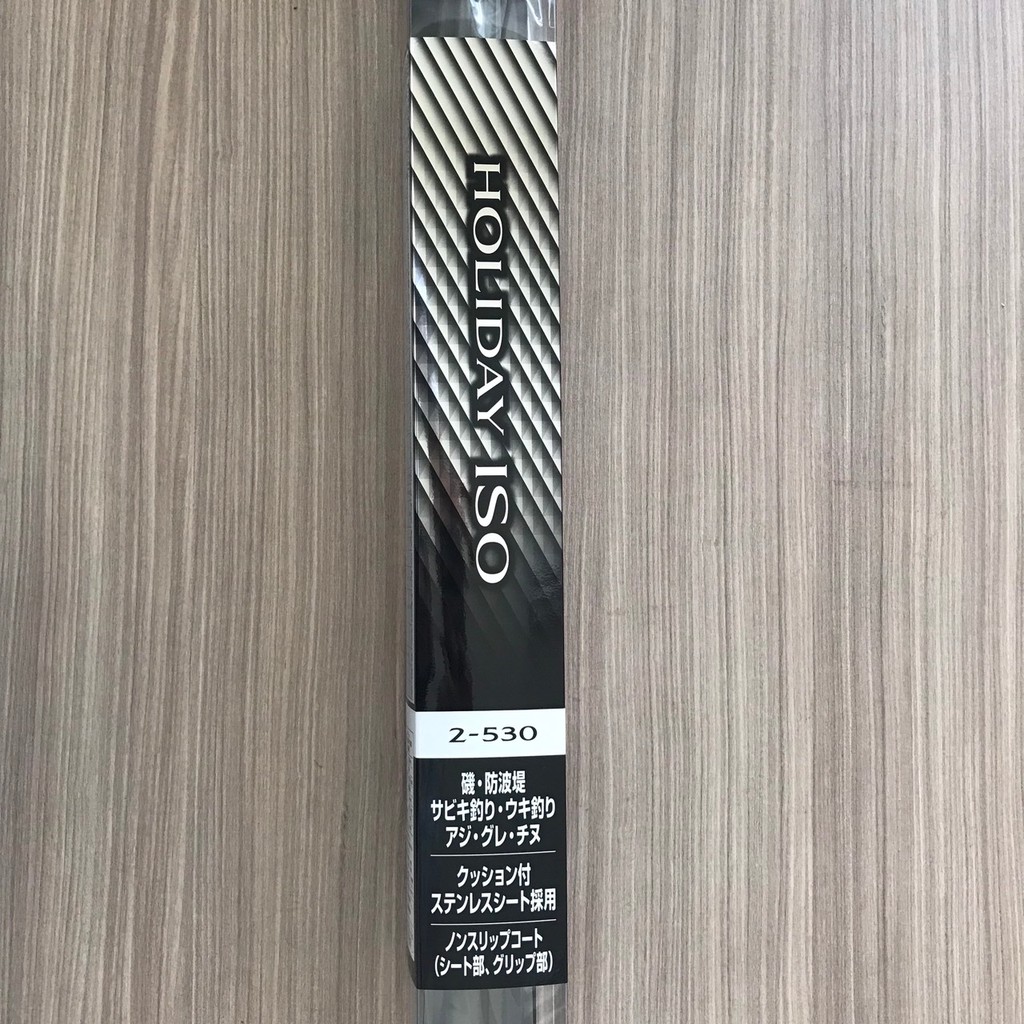 HOLIDAY ISO
2-530
磯・防波堤
サビキ釣り・ウキ釣り
アジ・グレ・チヌ
クッション付
ステンレスシート採用
ノンスリップコート
(シート部、グリップ部)